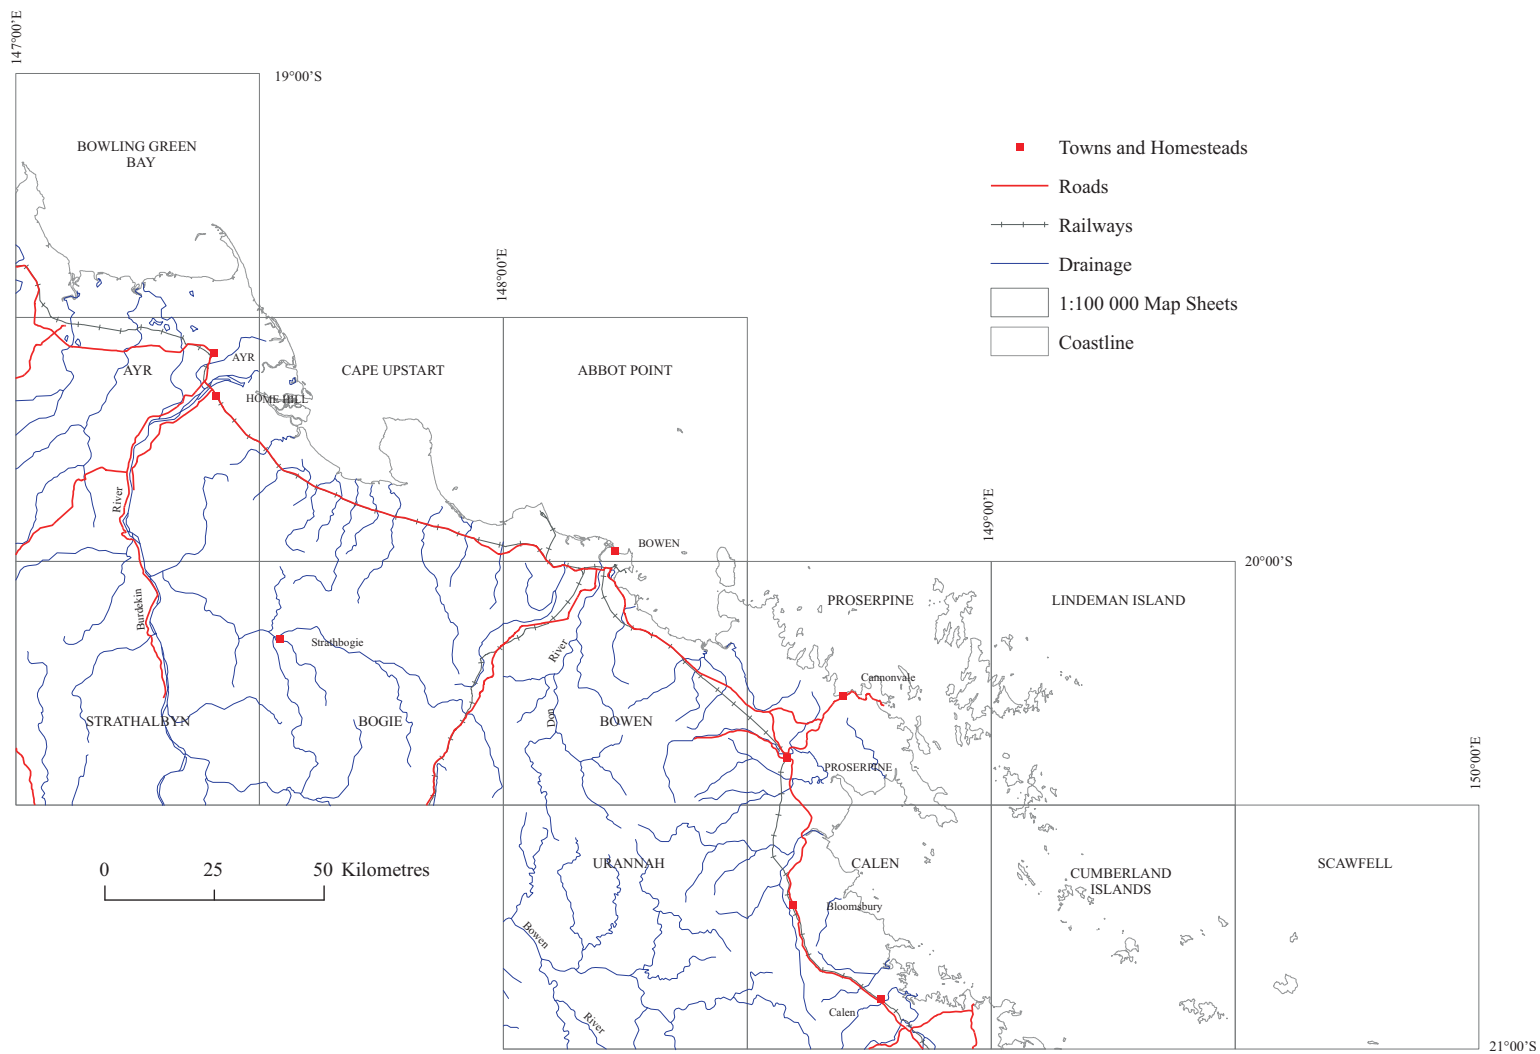 147°00'E
19°00'S
BOWLING GREEN
BAY
Towns and Homesteads
Roads
Railways
Drainage
1:100 000 Map Sheets
Coastline
148°00'E
AYR
AYR
CAPE UPSTART
ABBOT POINT
HOME HILL
River
149°00'E
BOWEN
20°00'S
Burdekin
PROSERPINE
LINDEMAN ISLAND
Strathbogie
River
Cannonvale
STRATHALBYN
BOGIE
Don
BOWEN
PROSERPINE
150°00'E
0 25 50 Kilometres
URANNAH
CALEN
CUMBERLAND
ISLANDS
SCAWFELL
Bloomsbury
Bowen
River
Calen
21°00'S